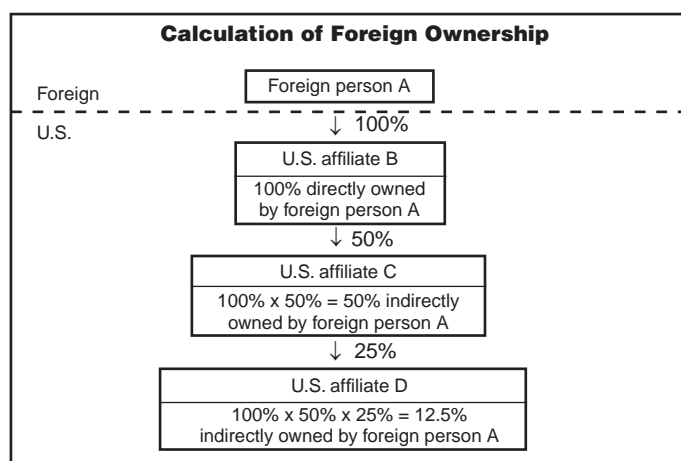 Calculation of Foreign Ownership
Foreign person A
Foreign
U.S.
↓ 100%
U.S. affiliate B
100% directly owned
by foreign person A
↓ 50%
U.S. affiliate C
100% x 50% = 50% indirectly
owned by foreign person A
↓ 25%
U.S. affiliate D
100% x 50% x 25% = 12.5%
indirectly owned by foreign person A